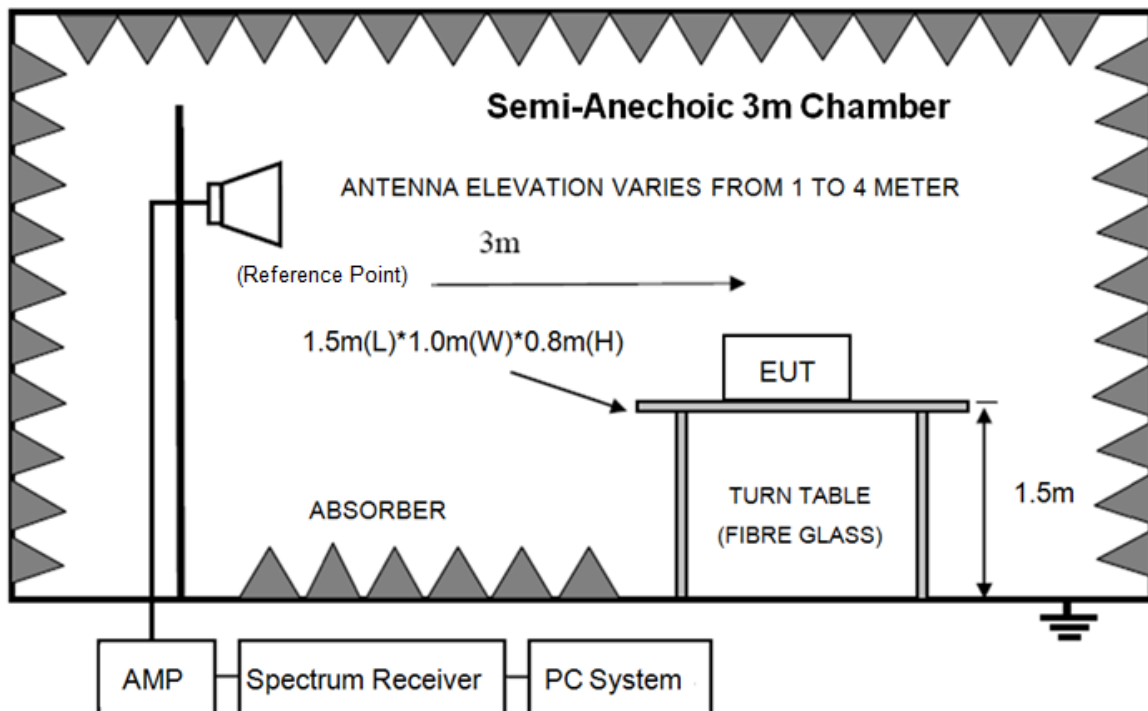 Semi-Anechoic 3m Chamber
ANTENNA ELEVATION VARIES FROM 1 TO 4 METER
3m
(Reference Point)
1.5m(L)*1.0m(W)*0.8m(H)
EUT
TURN TABLE
(FIBRE GLASS)
1.5m
ABSORBER
AMP
Spectrum Receiver
PC System